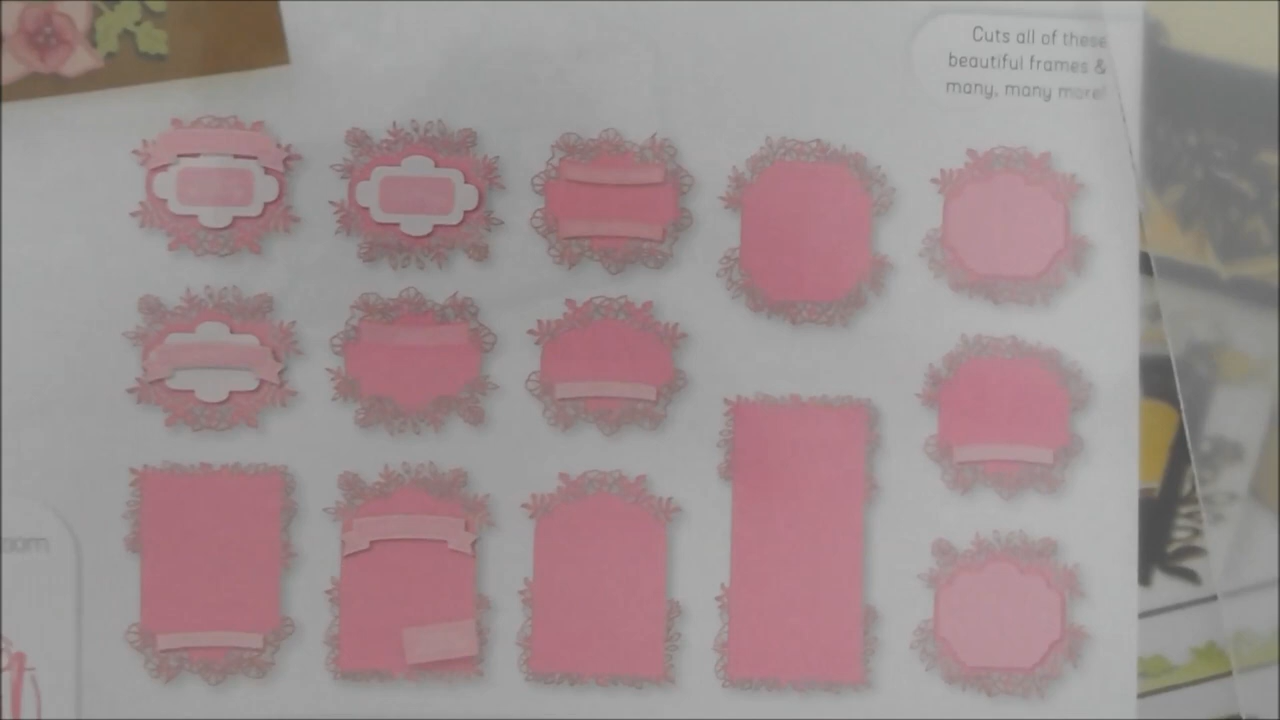 Cuts all of these
beautiful frames &
many, many more!